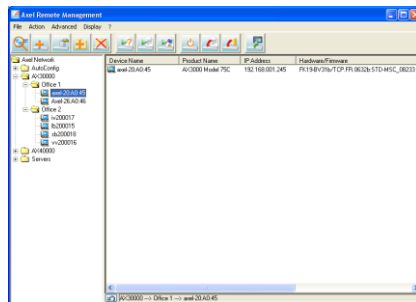 Axel Remote Management
File Action Advanced Display ?
Axel Network
AutoConfig
AX3000
Office 1
axel-20:A0:45
Axel-26:A0:46
Office 2
lb200015
sb200018
vv200016
AX4000
Servers
Device Name Product Name IP Address Hardware/Firmware
axel-20:A0:45 AX3000 Model 75C 192.168.001.245
AX3000 --> Office 1 --> axel-20:A0:45